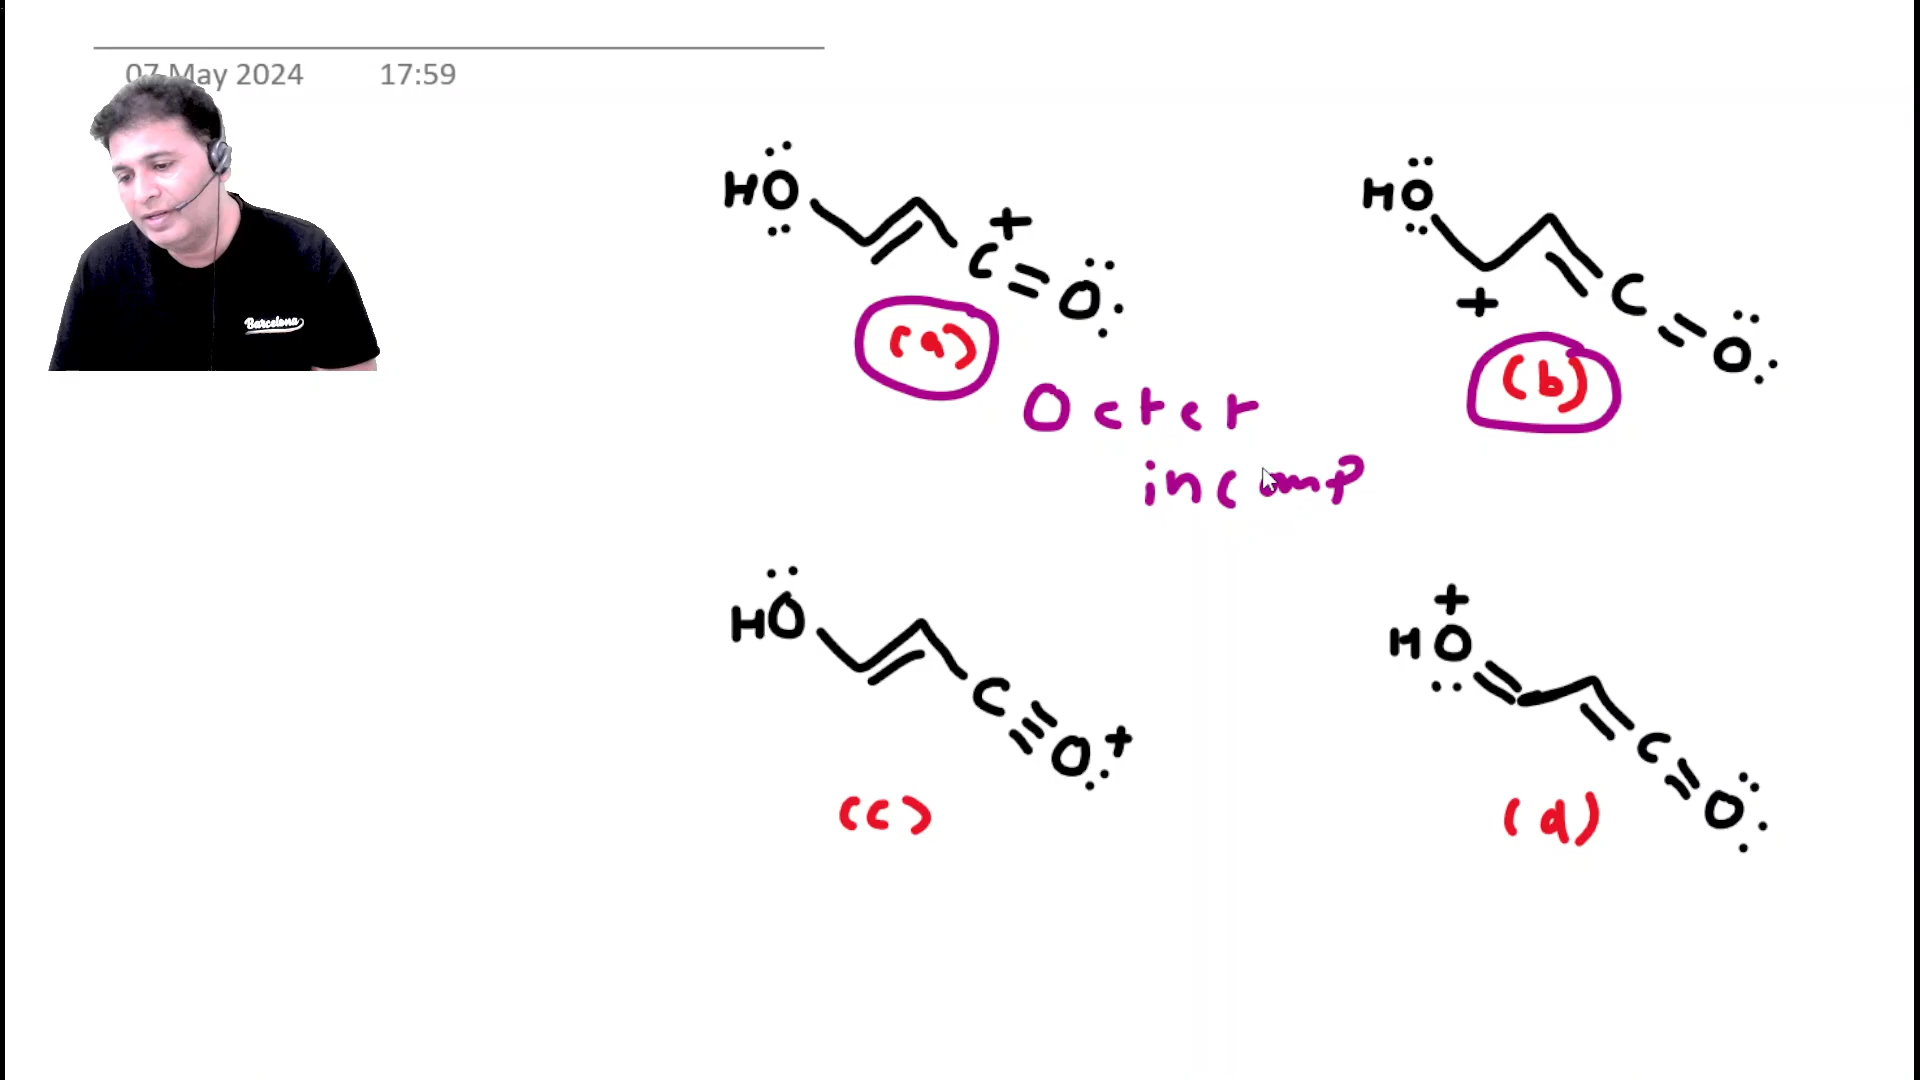 07 May 2024 17:59
HO C + = O
(a)
HO + C = O
(b)
Octet
incomp
Barcelona
HO C ≡ O +
(c)
+
HO = C = O
(d)